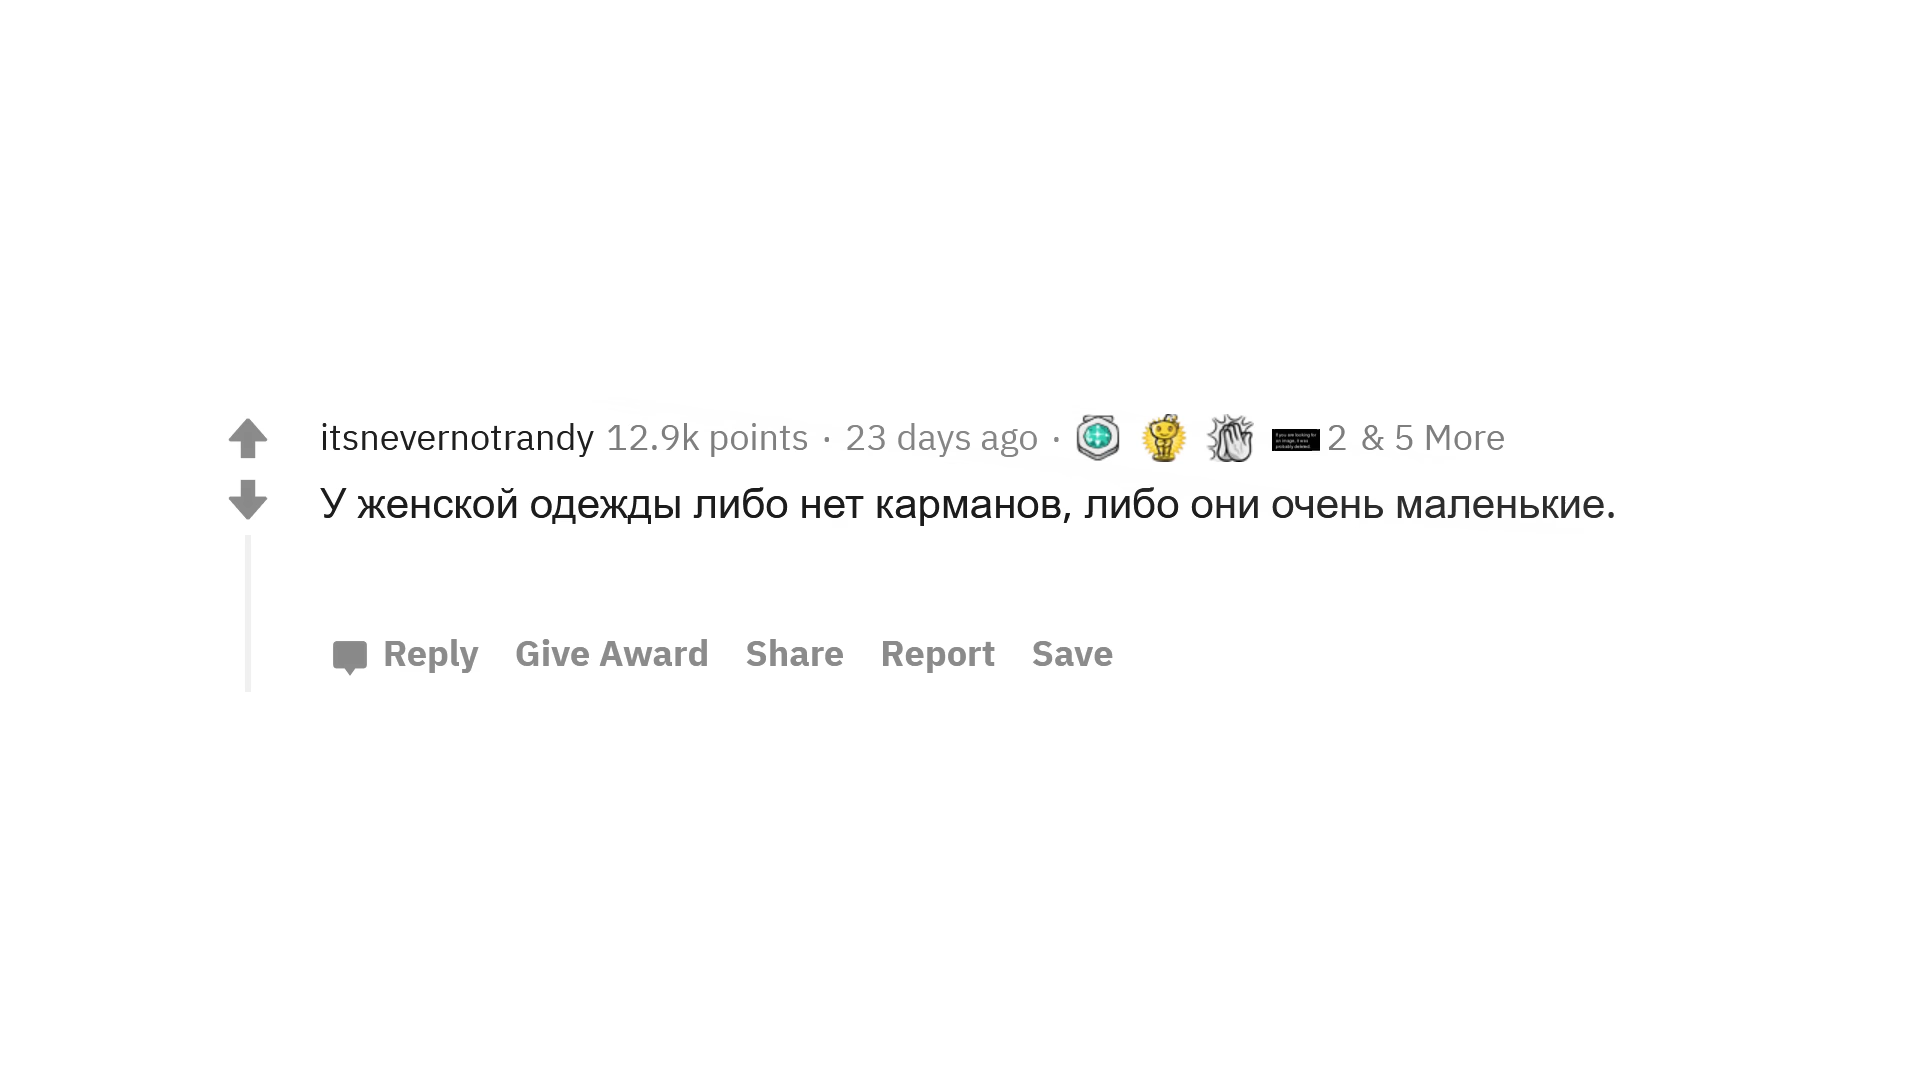 itsnevernotrandy 12.9k points · 23 days ago · 2 & 5 More
У женской одежды либо нет карманов, либо они очень маленькие.
Reply Give Award Share Report Save